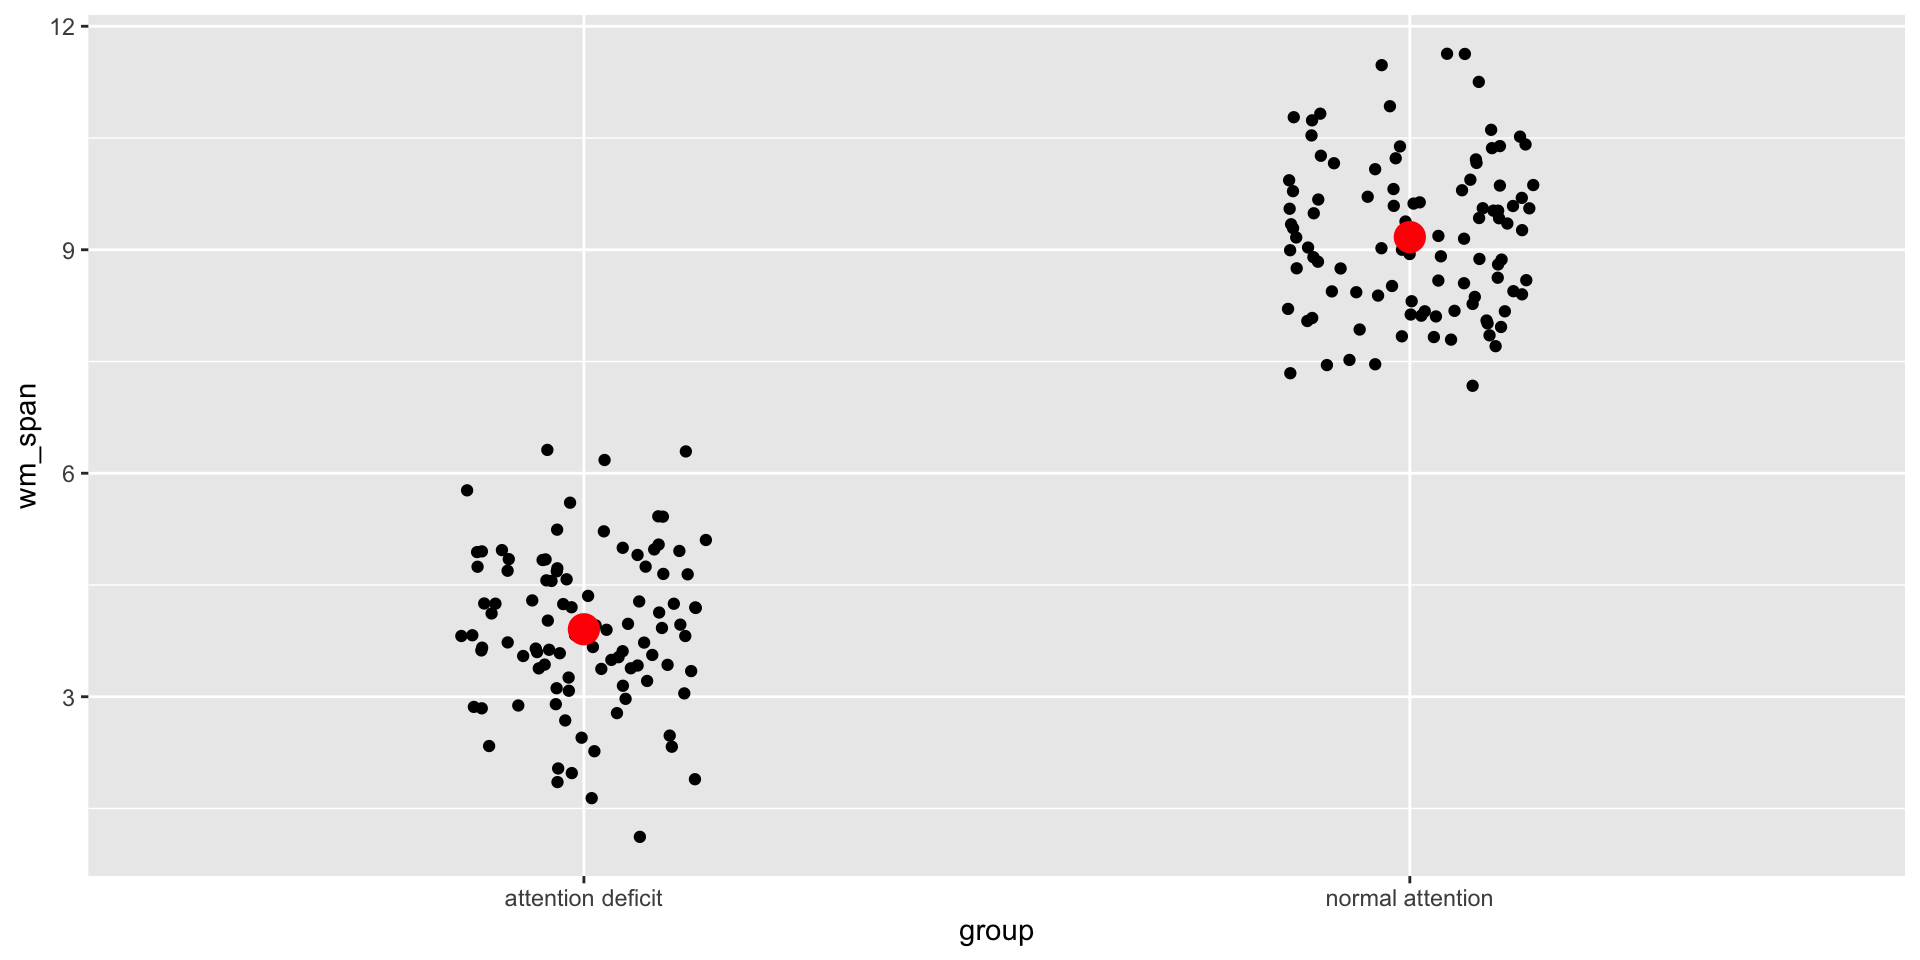 12
9
6
3
wm_span
attention deficit
normal attention
group